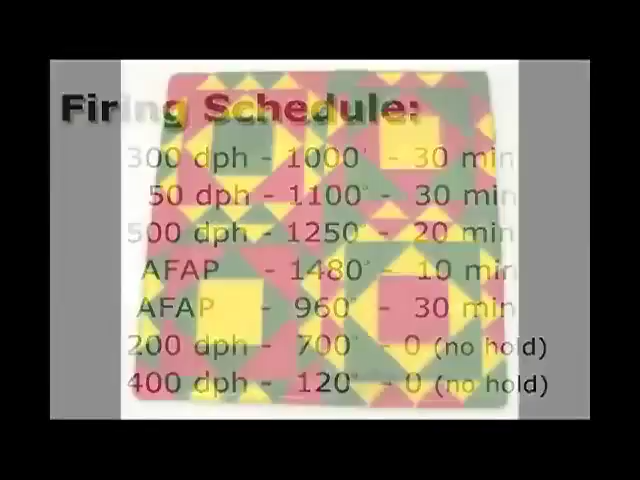 Firing Schedule:
300 dph - 1000° - 30 min
50 dph - 1100° - 30 min
500 dph - 1250° - 20 min
AFAP - 1480° - 10 min
AFAP - 960° - 30 min
200 dph - 700° - 0 (no hold)
400 dph - 120° - 0 (no hold)